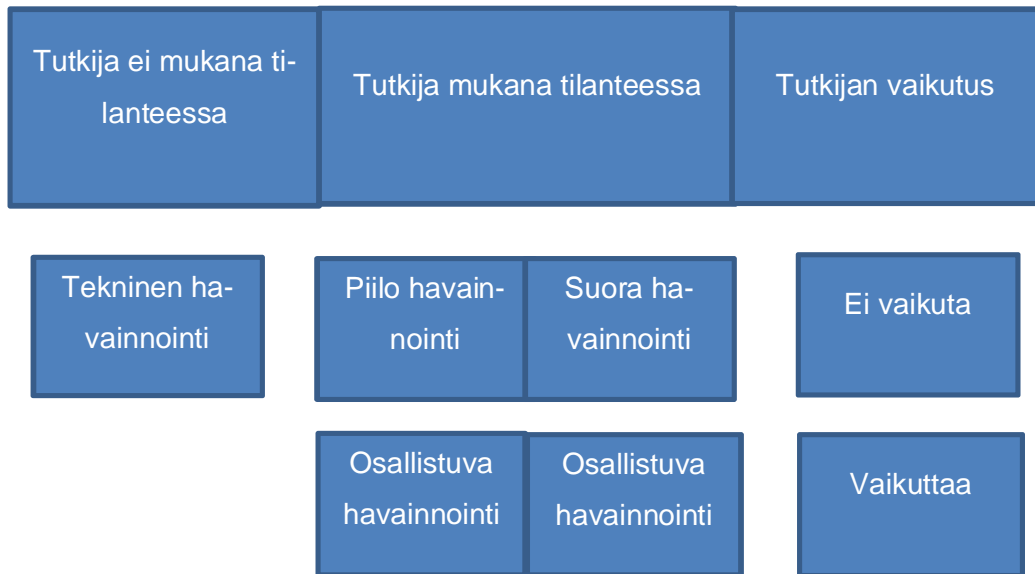 Tutkija ei mukana ti-
lanteessa
Tutkija mukana tilanteessa
Tutkijan vaikutus
Tekninen ha-
vainnointi
Piilo havain-
nointi
Suora ha-
vainnointi
Ei vaikuta
Osallistuva
havainnointi
Osallistuva
havainnointi
Vaikuttaa